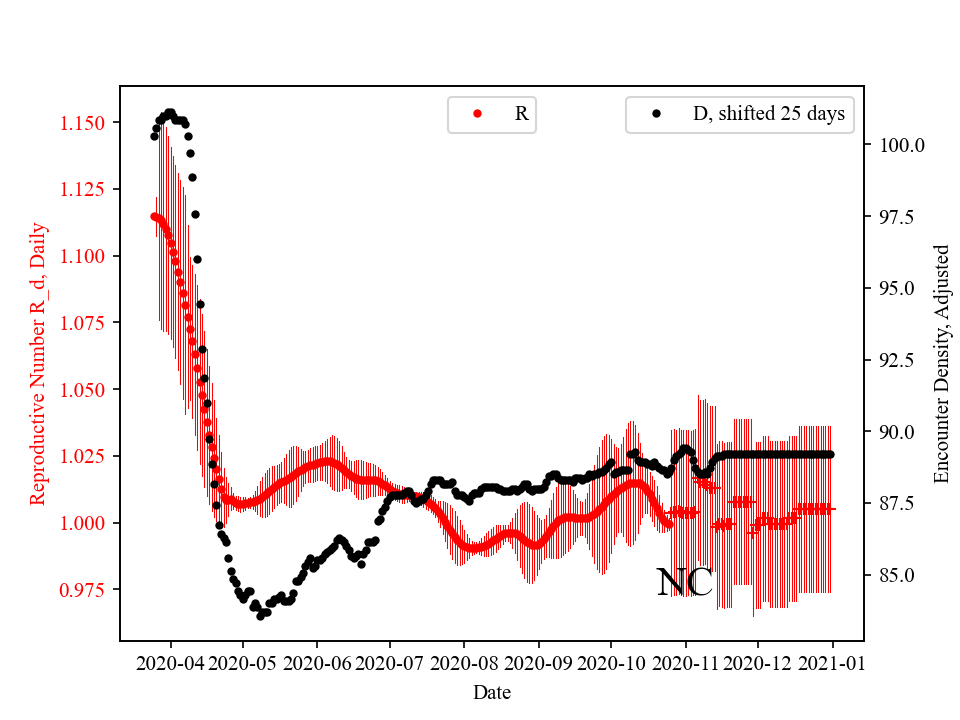 R
D, shifted 25 days
Reproductive Number R_d, Daily
1.150
1.125
1.100
1.075
1.050
1.025
1.000
0.975
100.0
97.5
95.0
92.5
90.0
87.5
85.0
Encounter Density, Adjusted
NC
2020-04 2020-05 2020-06 2020-07 2020-08 2020-09 2020-10 2020-11 2020-12 2021-01
Date